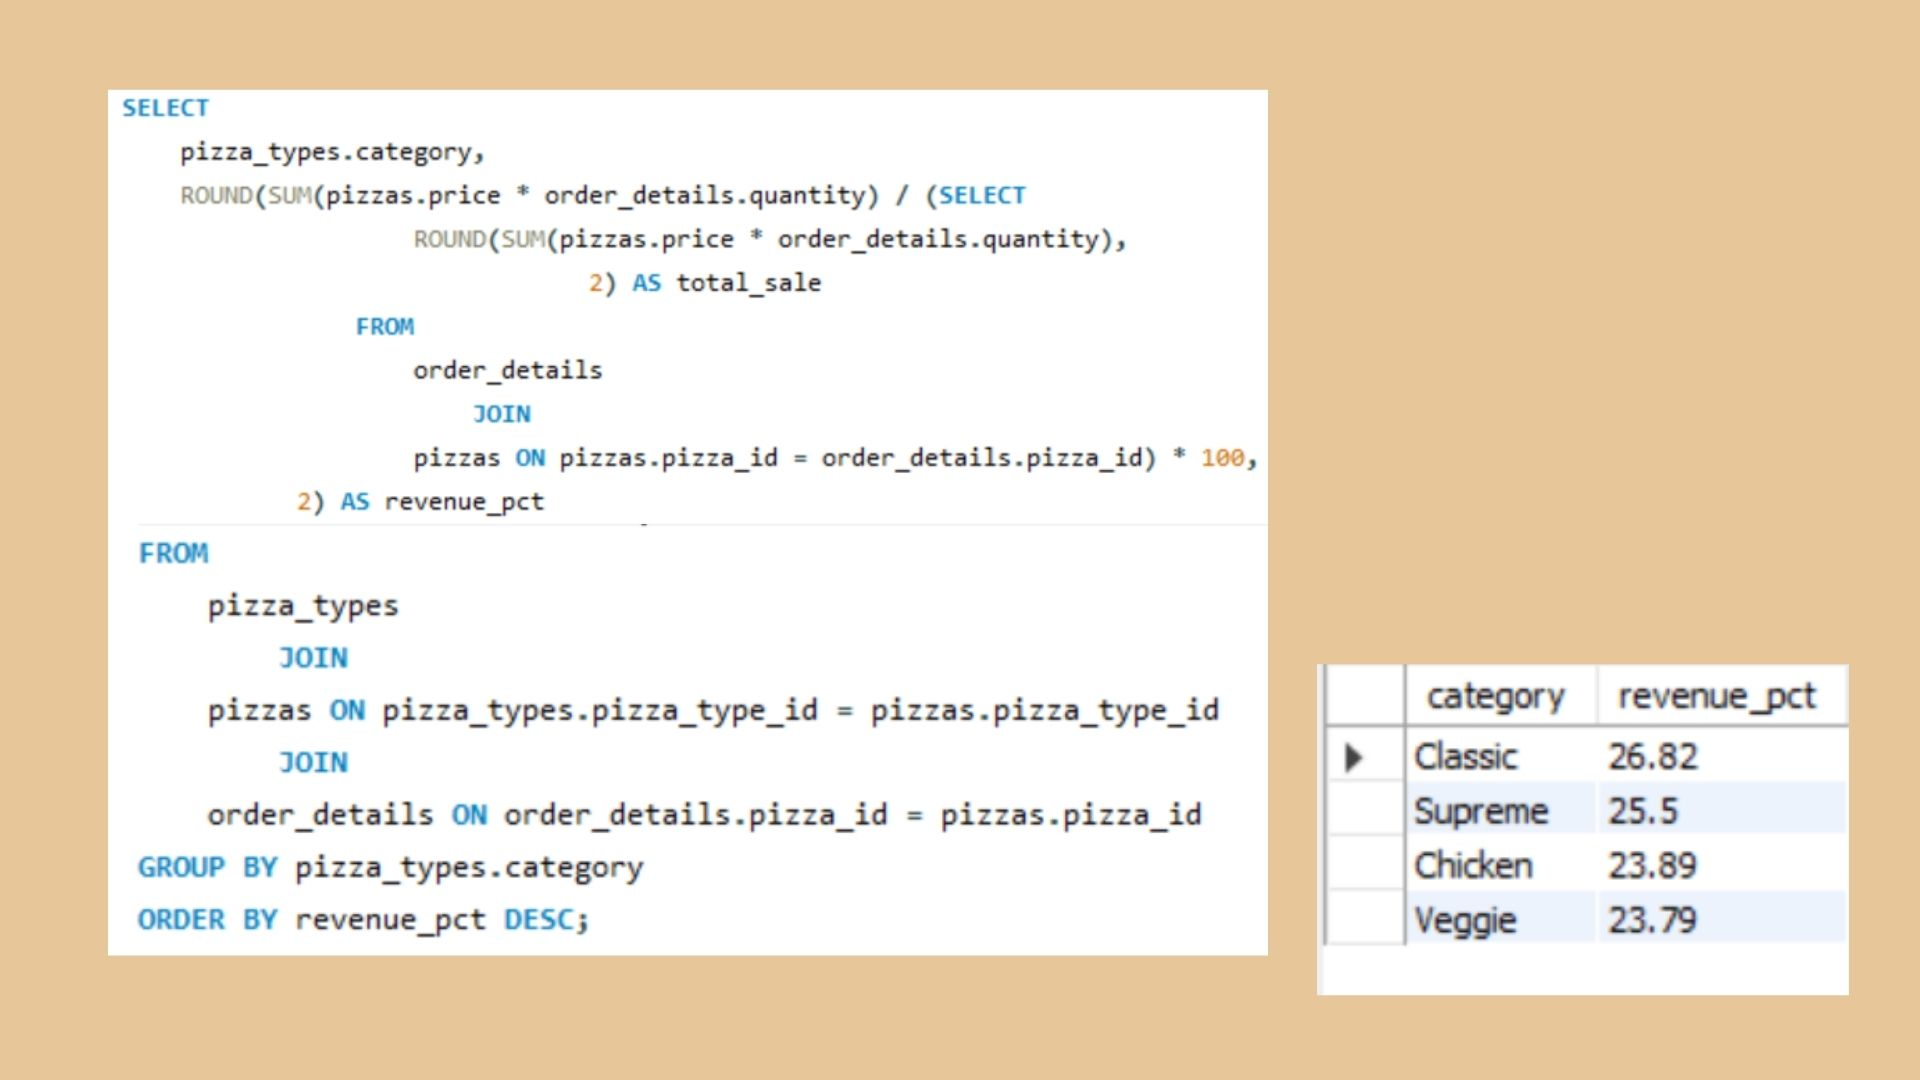 SELECT
pizza_types.category,
ROUND(SUM(pizzas.price * order_details.quantity) / (SELECT
ROUND(SUM(pizzas.price * order_details.quantity),
2) AS total_sale
FROM
order_details
JOIN
pizzas ON pizzas.pizza_id = order_details.pizza_id) * 100,
2) AS revenue_pct
FROM
pizza_types
JOIN
pizzas ON pizza_types.pizza_type_id = pizzas.pizza_type_id
JOIN
order_details ON order_details.pizza_id = pizzas.pizza_id
GROUP BY pizza_types.category
ORDER BY revenue_pct DESC;
category revenue_pct
Classic 26.82
Supreme 25.5
Chicken 23.89
Veggie 23.79